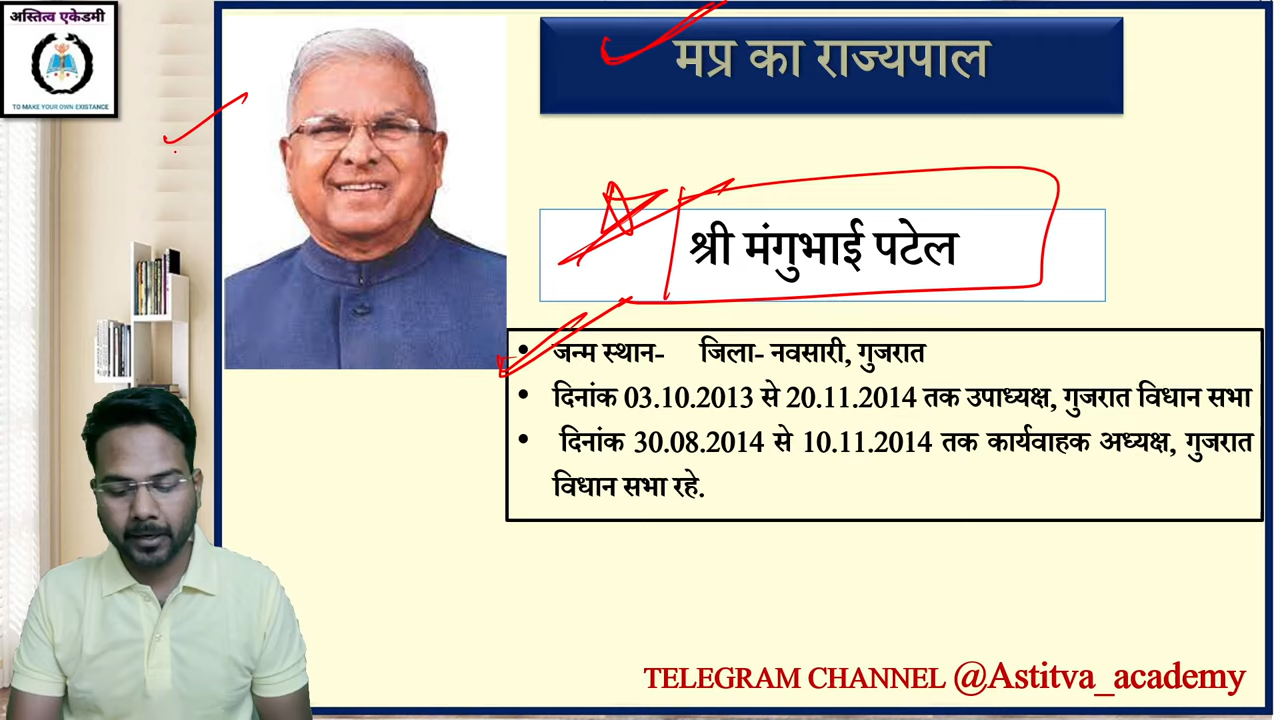 अस्तित्व एकेडमी
TO MAKE YOUR OWN EXISTANCE
मप्र का राज्यपाल
श्री मंगुभाई पटेल
• जन्म स्थान- जिला- नवसारी, गुजरात
• दिनांक 03.10.2013 से 20.11.2014 तक उपाध्यक्ष, गुजरात विधान सभा
• दिनांक 30.08.2014 से 10.11.2014 तक कार्यवाहक अध्यक्ष, गुजरात
विधान सभा रहे.
TELEGRAM CHANNEL @Astitva_academy